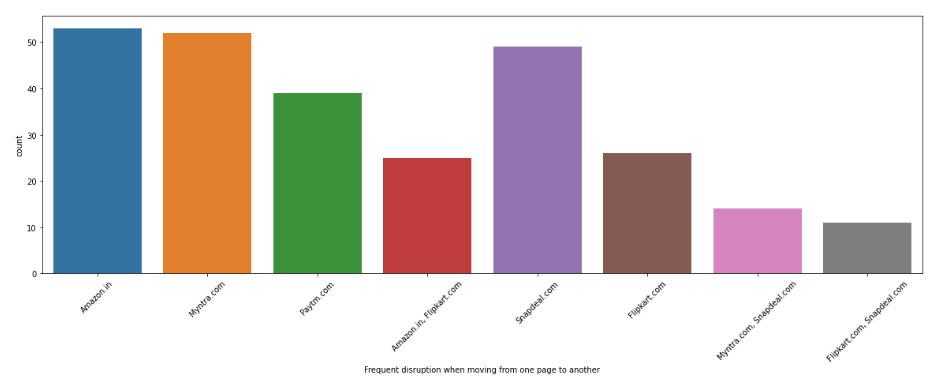 50
40
30
20
10
0
count
Amazon.in
Myntra.com
Paytm.com
Amazon.in, Flipkart.com
Snapdeal.com
Flipkart.com
Myntra.com, Snapdeal.com
Flipkart.com, Snapdeal.com
Frequent disruption when moving from one page to another